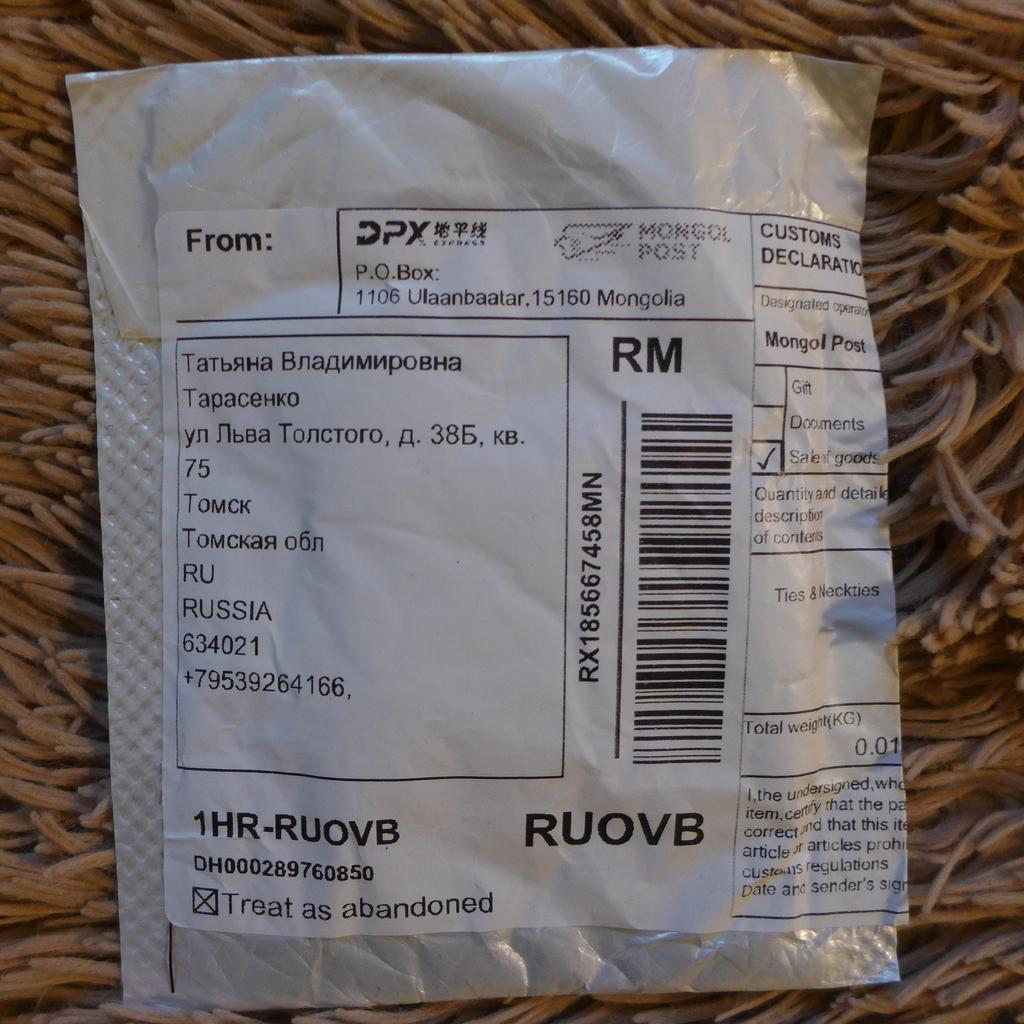 From:
DPX 地平线
EXPRESS
MONGOL
POST
P.O.Box:
1106 Ulaanbaatar,15160 Mongolia
Татьяна Владимировна
Тарасенко
ул Льва Толстого, д. 38Б, кв.
75
Томск
Томская обл
RU
RUSSIA
634021
+79539264166,
RM
RX185667458MN
1HR-RUOVB
RUOVB
DH000289760850
Treat as abandoned
CUSTOMS
DECLARATIO
Designated operato
Mongol Post
Gift
Documents
✓ Sale of goods
Quantity and detaile
description
of contents
Ties & Neckties
Total weight(KG)
0.01
I,the undersigned,who
item,certify that the pa
correct and that this ite
article or articles prohi
customs regulations
Date and sender's sign